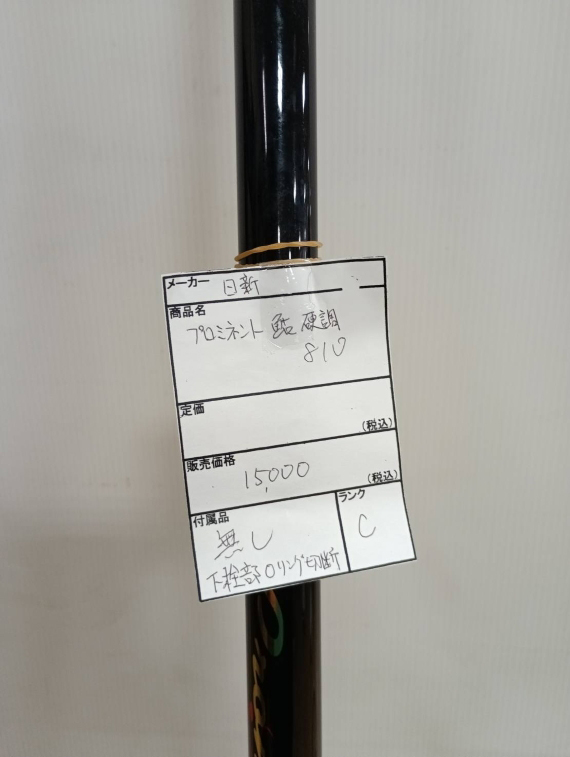 メーカー 日新
商品名
プロミネント 鮎 硬調
810
定価
(税込)
販売価格
15,000
(税込)
付属品
無し
下栓部Oリング切断
ランク
C